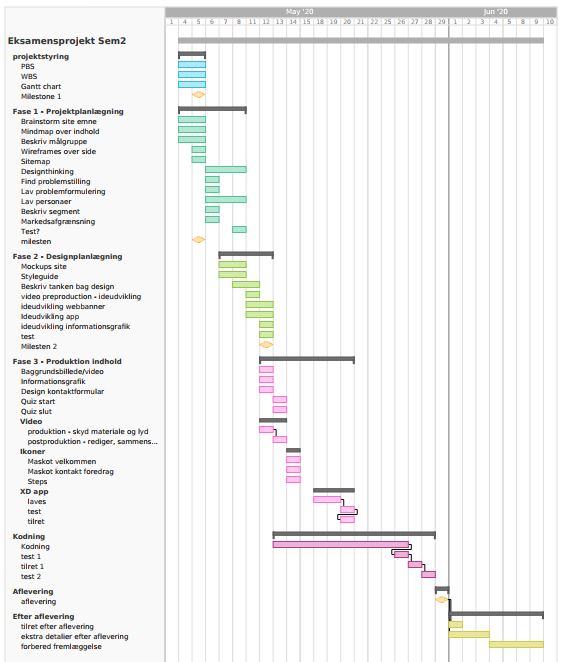 May '20 Jun '20
1 4 5 6 7 8 11 12 13 14 15 18 19 20 21 22 25 26 27 28 29 1 2 3 4 5 8 9 10
Eksamensprojekt Sem2
projektstyring
PBS
WBS
Gantt chart
Milestone 1
Fase 1 - Projektplanlægning
Brainstorm site emne
Mindmap over indhold
Beskriv målgruppe
Wireframes over side
Sitemap
Designthinking
Find problemstilling
Lav problemformulering
Lav personaer
Beskriv segment
Markedsafgrænsning
Test?
milesten
Fase 2 - Designplanlægning
Mockups site
Styleguide
Beskriv tanken bag design
video preproduction - ideudvikling
ideudvikling webbanner
Ideudvikling app
ideudvikling informationsgrafik
test
Milesten 2
Fase 3 - Produktion indhold
Baggrundsbillede/video
Informationsgrafik
Design kontaktformular
Quiz start
Quiz slut
Video
produktion - skyd materiale og lyd
postproduktion - rediger, sammens...
Ikoner
Maskot velkommen
Maskot kontakt foredrag
Steps
XD app
laves
test
tilret
Kodning
Kodning
test 1
tilret 1
test 2
Aflivering
aflivering
Efter aflivering
tilret efter aflivering
ekstra detalier efter aflivering
forbered fremlæggelse